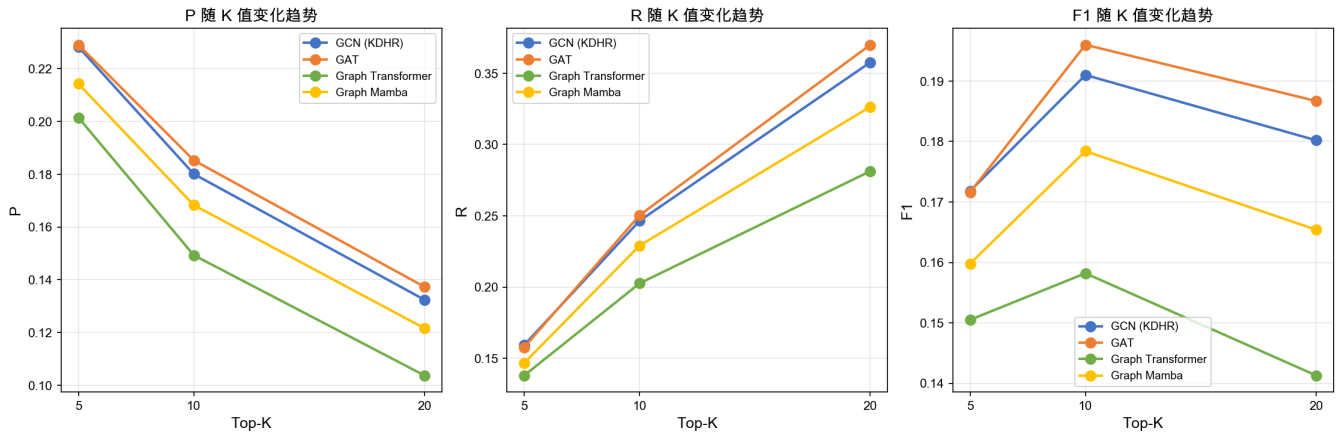 P 随 K 值变化趋势
0.22
0.20
0.18
0.16
0.14
0.12
0.10
P
5
10
20
Top-K
GCN (KDHR)
GAT
Graph Transformer
Graph Mamba
R 随 K 值变化趋势
0.35
0.30
0.25
0.20
0.15
R
5
10
20
Top-K
GCN (KDHR)
GAT
Graph Transformer
Graph Mamba
F1 随 K 值变化趋势
0.19
0.18
0.17
0.16
0.15
0.14
F1
5
10
20
Top-K
GCN (KDHR)
GAT
Graph Transformer
Graph Mamba